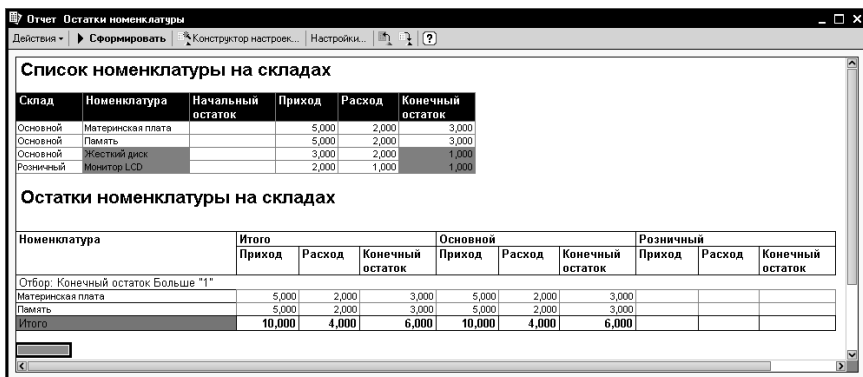 Отчет Остатки номенклатуры
Действия Сформировать Конструктор настроек... Настройки... ?
Список номенклатуры на складах
Склад Номенклатура Начальный остаток Приход Расход Конечный остаток
Основной Материнская плата 5,000 2,000 3,000
Основной Память 5,000 2,000 3,000
Основной Жесткий диск 3,000 2,000 1,000
Розничный Монитор LCD 2,000 1,000 1,000
Остатки номенклатуры на складах
Номенклатура Итого Основной Розничный
Приход Расход Конечный остаток Приход Расход Конечный остаток Приход Расход Конечный остаток
Отбор: Конечный остаток Больше "1"
Материнская плата 5,000 2,000 3,000 5,000 2,000 3,000
Память 5,000 2,000 3,000 5,000 2,000 3,000
Итого 10,000 4,000 6,000 10,000 4,000 6,000